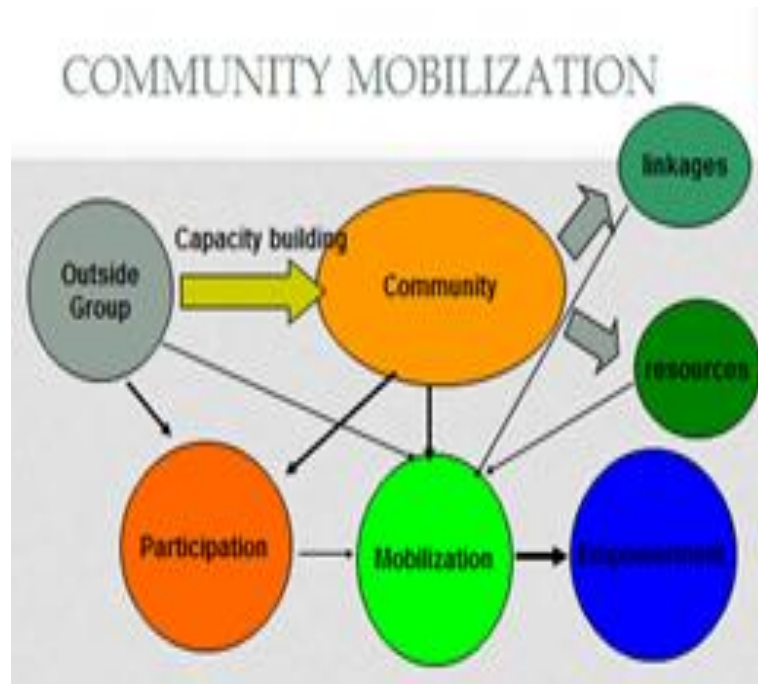 COMMUNITY MOBILIZATION
linkages
Capacity building
Outside
Group
Community
resources
Participation
Mobilization
Empowerment